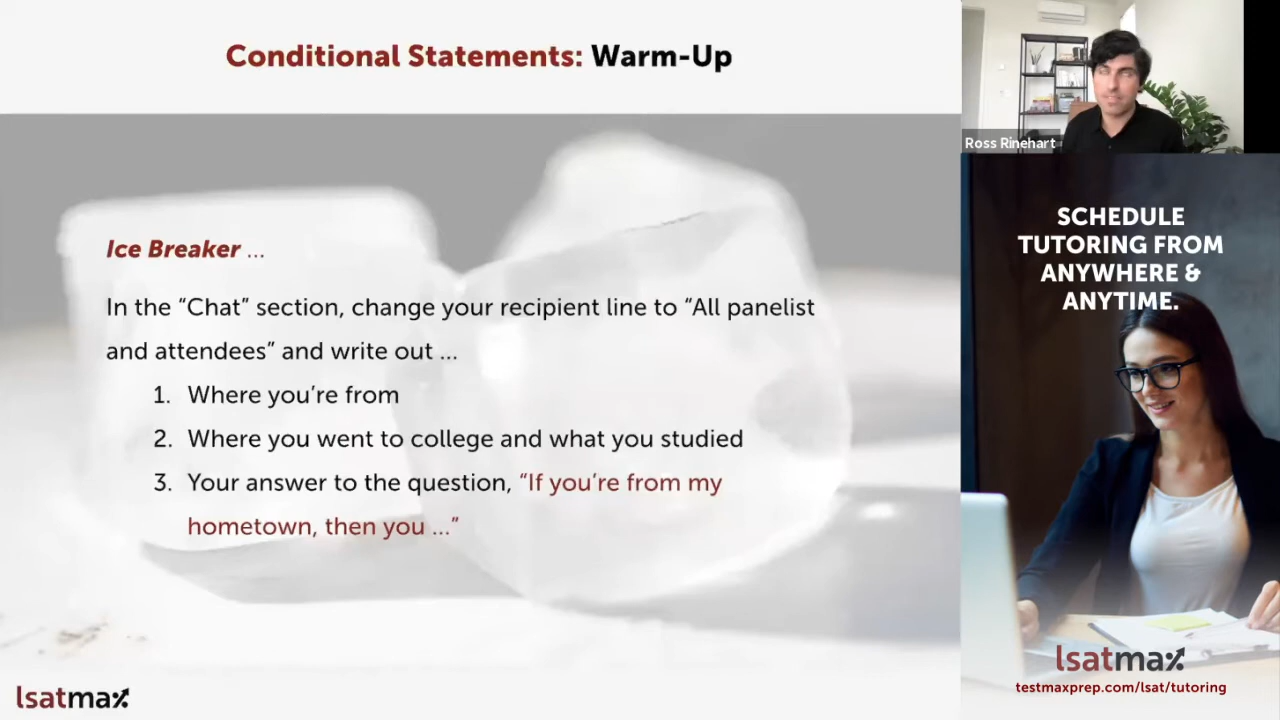 Conditional Statements: Warm-Up
Ice Breaker ...
In the “Chat” section, change your recipient line to “All panelist
and attendees” and write out ...
1. Where you’re from
2. Where you went to college and what you studied
3. Your answer to the question, “If you’re from my
hometown, then you ...”
lsatmax
Ross Rinehart
SCHEDULE
TUTORING FROM
ANYWHERE &
ANYTIME.
lsatmax
testmaxprep.com/lsat/tutoring